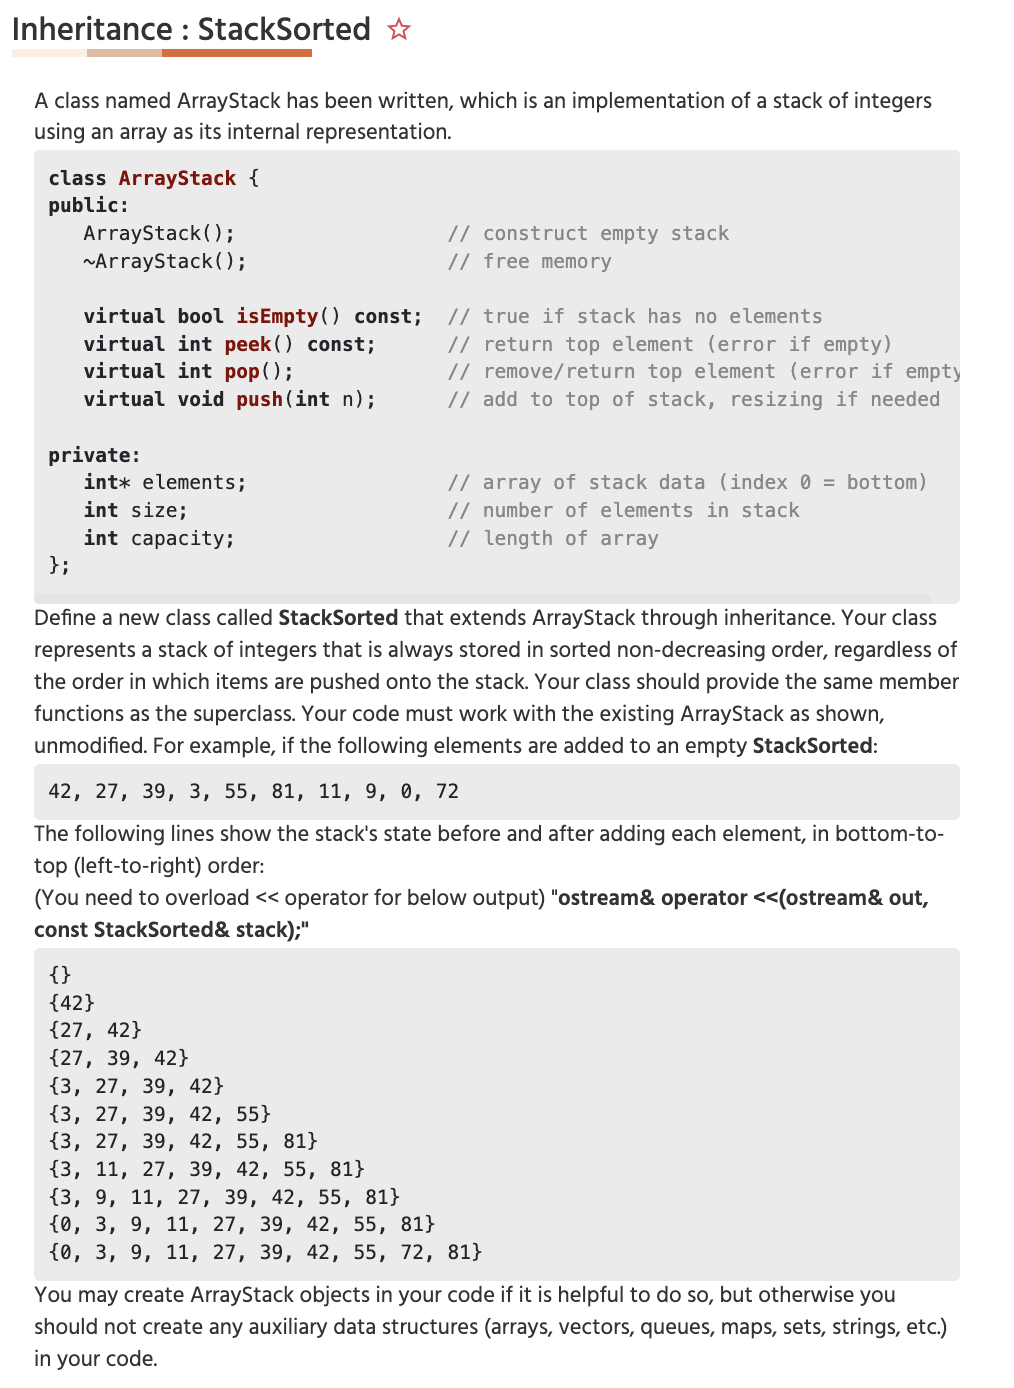 Inheritance : StackSorted ☆
A class named ArrayStack has been written, which is an implementation of a stack of integers
using an array as its internal representation.
class ArrayStack {
public:
   ArrayStack();                  // construct empty stack
   ~ArrayStack();                 // free memory
   virtual bool isEmpty() const;  // true if stack has no elements
   virtual int peek() const;      // return top element (error if empty)
   virtual int pop();             // remove/return top element (error if empty
   virtual void push(int n);      // add to top of stack, resizing if needed
private:
   int* elements;                 // array of stack data (index 0 = bottom)
   int size;                      // number of elements in stack
   int capacity;                  // length of array
};
Define a new class called StackSorted that extends ArrayStack through inheritance. Your class
represents a stack of integers that is always stored in sorted non-decreasing order, regardless of
the order in which items are pushed onto the stack. Your class should provide the same member
functions as the superclass. Your code must work with the existing ArrayStack as shown,
unmodified. For example, if the following elements are added to an empty StackSorted:
42, 27, 39, 3, 55, 81, 11, 9, 0, 72
The following lines show the stack's state before and after adding each element, in bottom-to-
top (left-to-right) order:
(You need to overload << operator for below output) "ostream& operator <<(ostream& out,
const StackSorted& stack);"
{}
{42}
{27, 42}
{27, 39, 42}
{3, 27, 39, 42}
{3, 27, 39, 42, 55}
{3, 27, 39, 42, 55, 81}
{3, 11, 27, 39, 42, 55, 81}
{3, 9, 11, 27, 39, 42, 55, 81}
{0, 3, 9, 11, 27, 39, 42, 55, 81}
{0, 3, 9, 11, 27, 39, 42, 55, 72, 81}
You may create ArrayStack objects in your code if it is helpful to do so, but otherwise you
should not create any auxiliary data structures (arrays, vectors, queues, maps, sets, strings, etc.)
in your code.